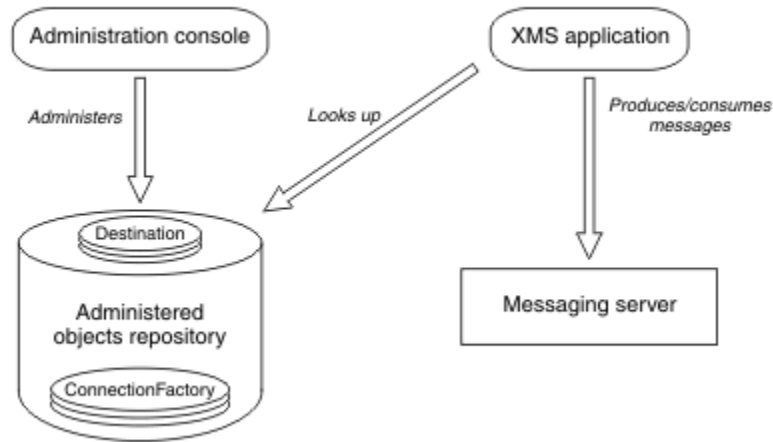 Administration console
XMS application
Administers
Looks up
Produces/consumes
messages
Destination
Administered
objects repository
ConnectionFactory
Messaging server